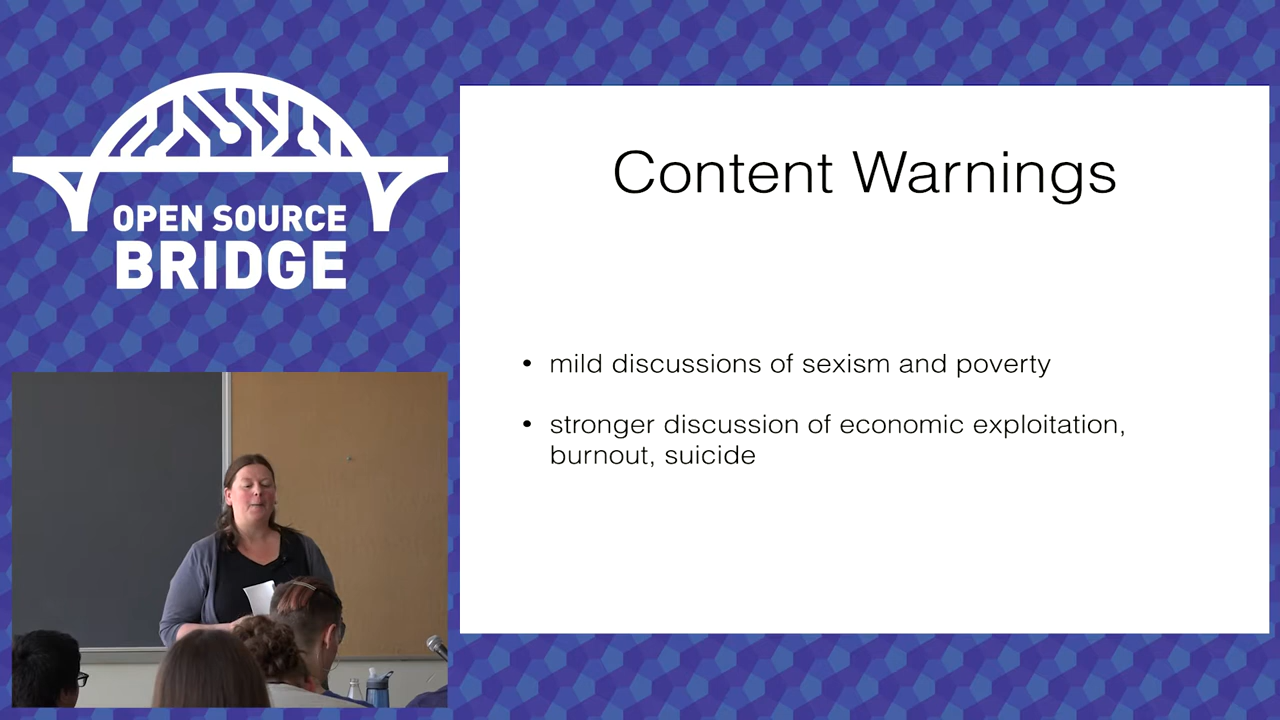 OPEN SOURCE
BRIDGE
Content Warnings
• mild discussions of sexism and poverty
• stronger discussion of economic exploitation,
burnout, suicide